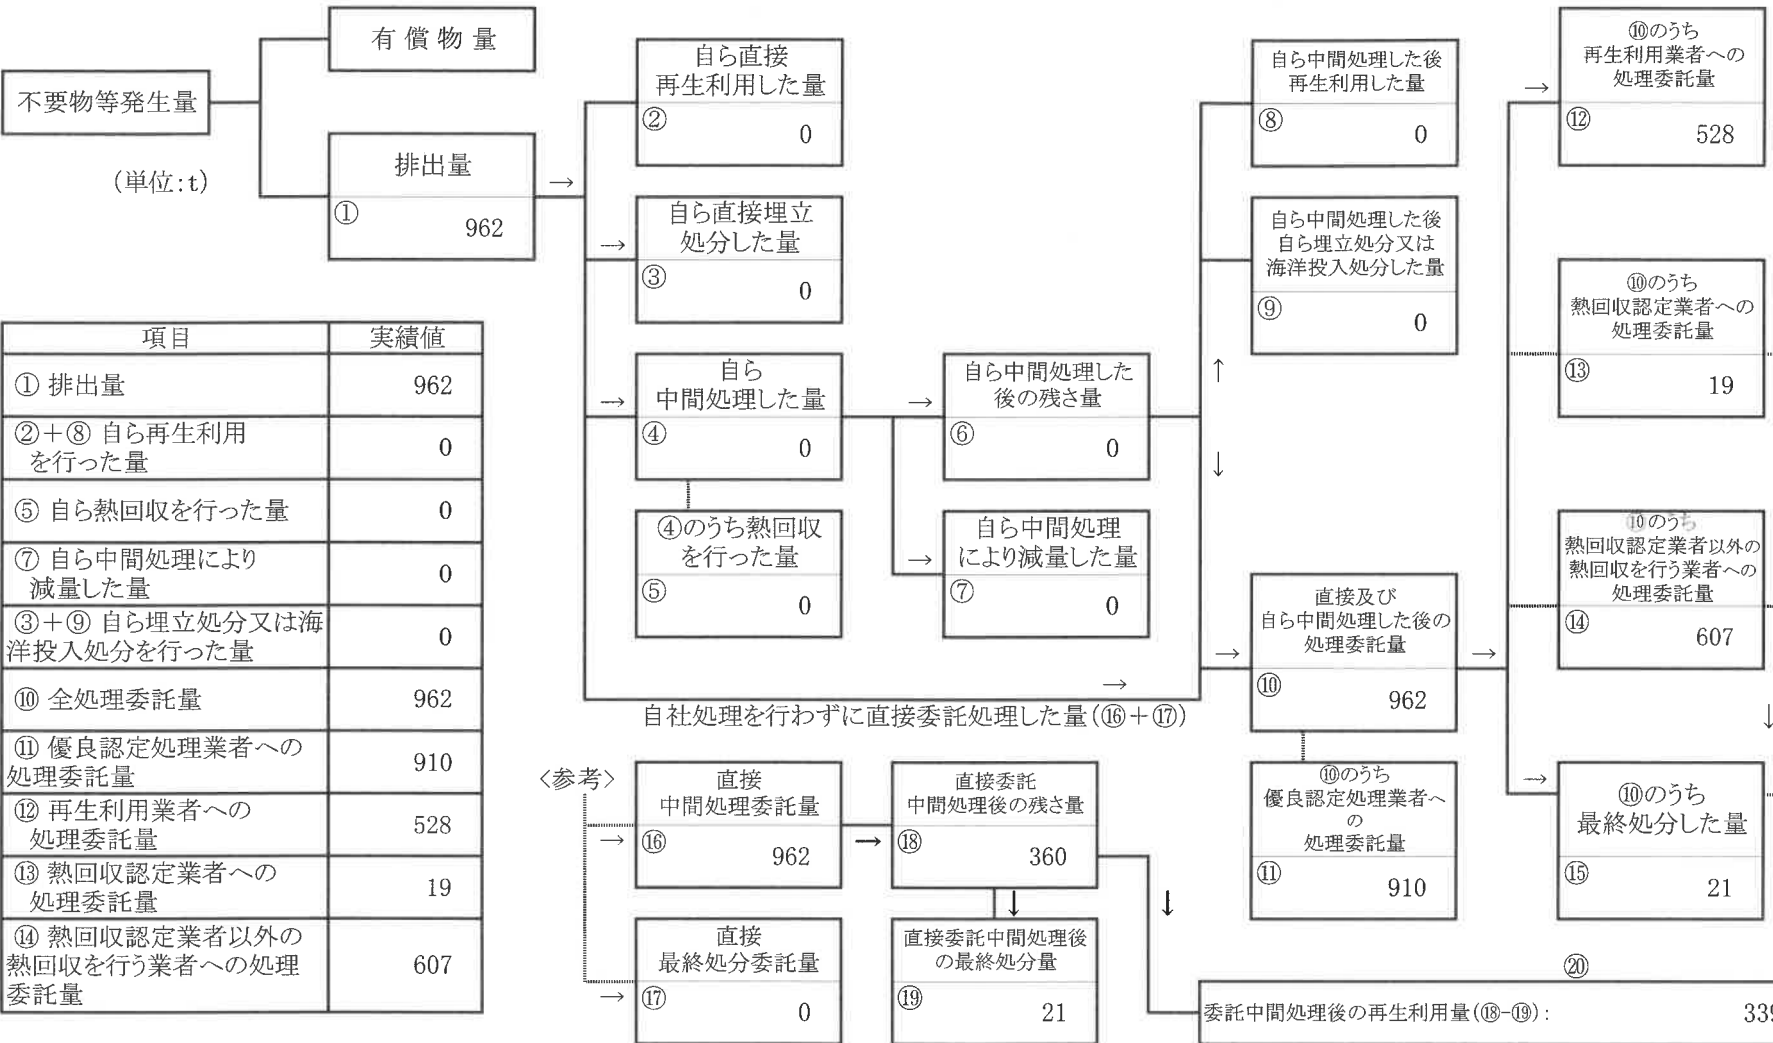 不要物等発生量
(単位:t)
有 償 物 量
排出量
①
962
→
自ら直接
再生利用した量
②
0
→
自ら直接埋立
処分した量
③
0
→
自ら
中間処理した量
④
0
④のうち熱回収
を行った量
⑤
0
→
自ら中間処理した
後の残さ量
⑥
0
→
自ら中間処理
により減量した量
⑦
0
自ら中間処理した後
再生利用した量
⑧
0
自ら中間処理した後
自ら埋立処分又は
海洋投入処分した量
⑨
0
↑
↓
→
自社処理を行わずに直接委託処理した量(⑯+⑰)
→
直接及び
自ら中間処理した後の
処理委託量
⑩
962
⑩のうち
優良認定処理業者へ
の
処理委託量
⑪
910
→
→
⑩のうち
再生利用業者への
処理委託量
⑫
528
⑩のうち
熱回収認定業者への
処理委託量
⑬
19
⑩のうち
熱回収認定業者以外の
熱回収を行う業者への
処理委託量
⑭
607
↓
→
⑩のうち
最終処分した量
⑮
21
項目 実績値
① 排出量 962
②+⑧ 自ら再生利用
を行った量 0
⑤ 自ら熱回収を行った量 0
⑦ 自ら中間処理により
減量した量 0
③+⑨ 自ら埋立処分又は海
洋投入処分を行った量 0
⑩ 全処理委託量 962
⑪ 優良認定処理業者への
処理委託量 910
⑫ 再生利用業者への
処理委託量 528
⑬ 熱回収認定業者への
処理委託量 19
⑭ 熱回収認定業者以外の
熱回収を行う業者への処理
委託量 607
〈参考〉
→
直接
中間処理委託量
⑯
962
→
直接
最終処分委託量
⑰
0
→
直接委託
中間処理後の残さ量
⑱
360
↓
直接委託中間処理後
の最終処分量
⑲
21
↓
⑳
委託中間処理後の再生利用量(⑱-⑲): 339